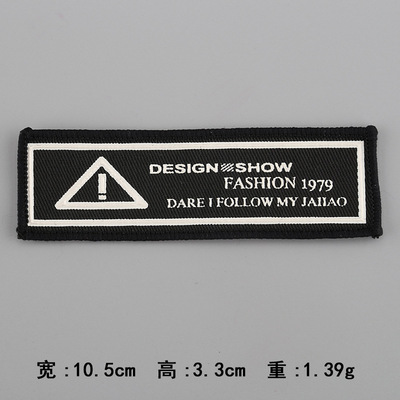 DESIGN SHOW
FASHION 1979
DARE I FOLLOW MY JAIIAO
宽:10.5cm 高:3.3cm 重:1.39g